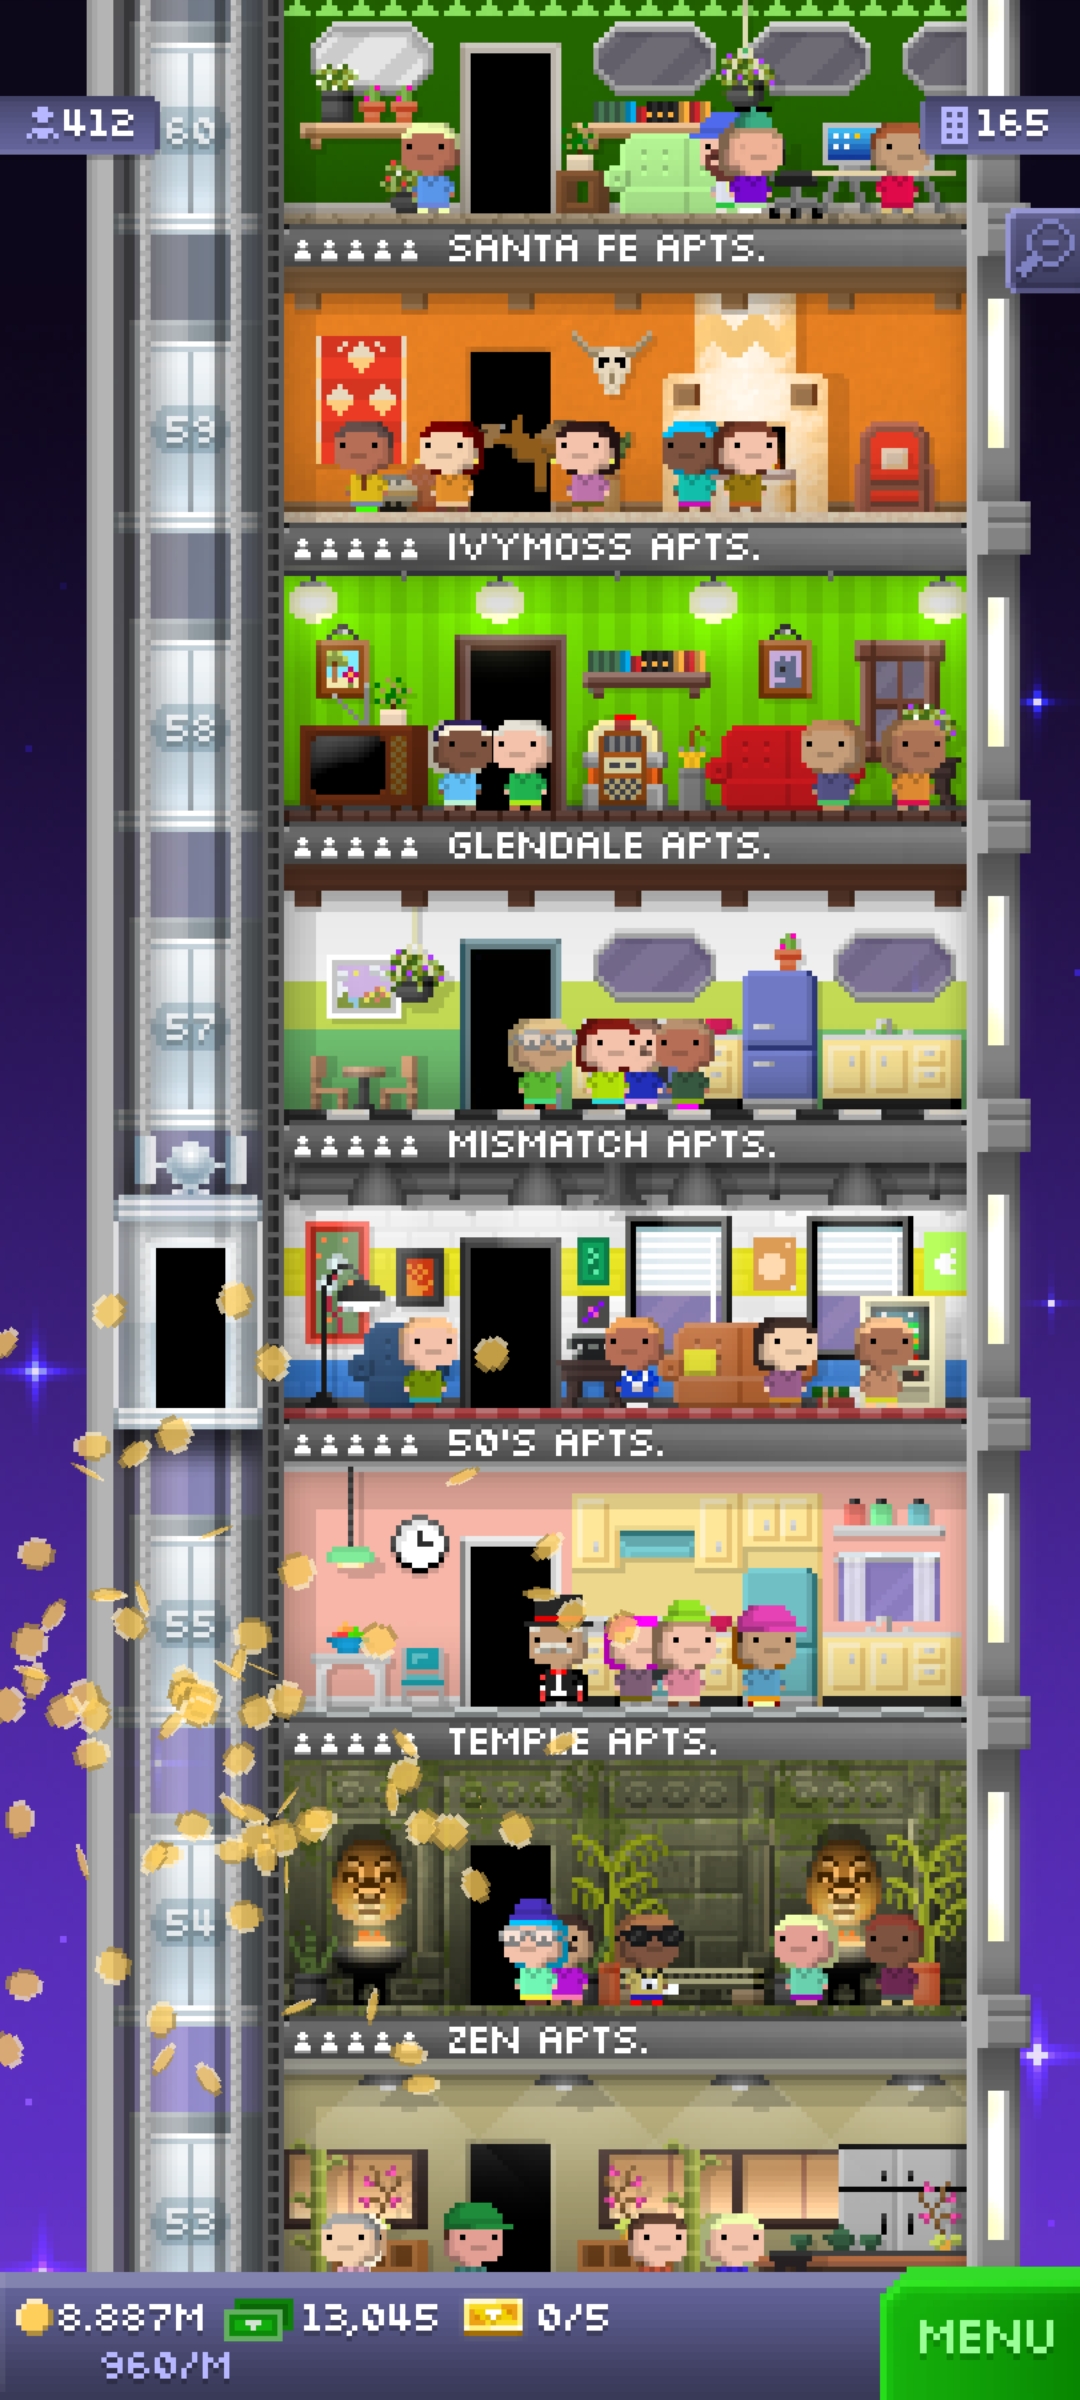 60
412
165
SANTA FE APTS.
59
IVYMOSS APTS.
58
GLENDALE APTS.
57
MISMATCH APTS.
50'S APTS.
55
TEMPLE APTS.
54
ZEN APTS.
53
8.887M 13,045 0/5
960/M
MENU